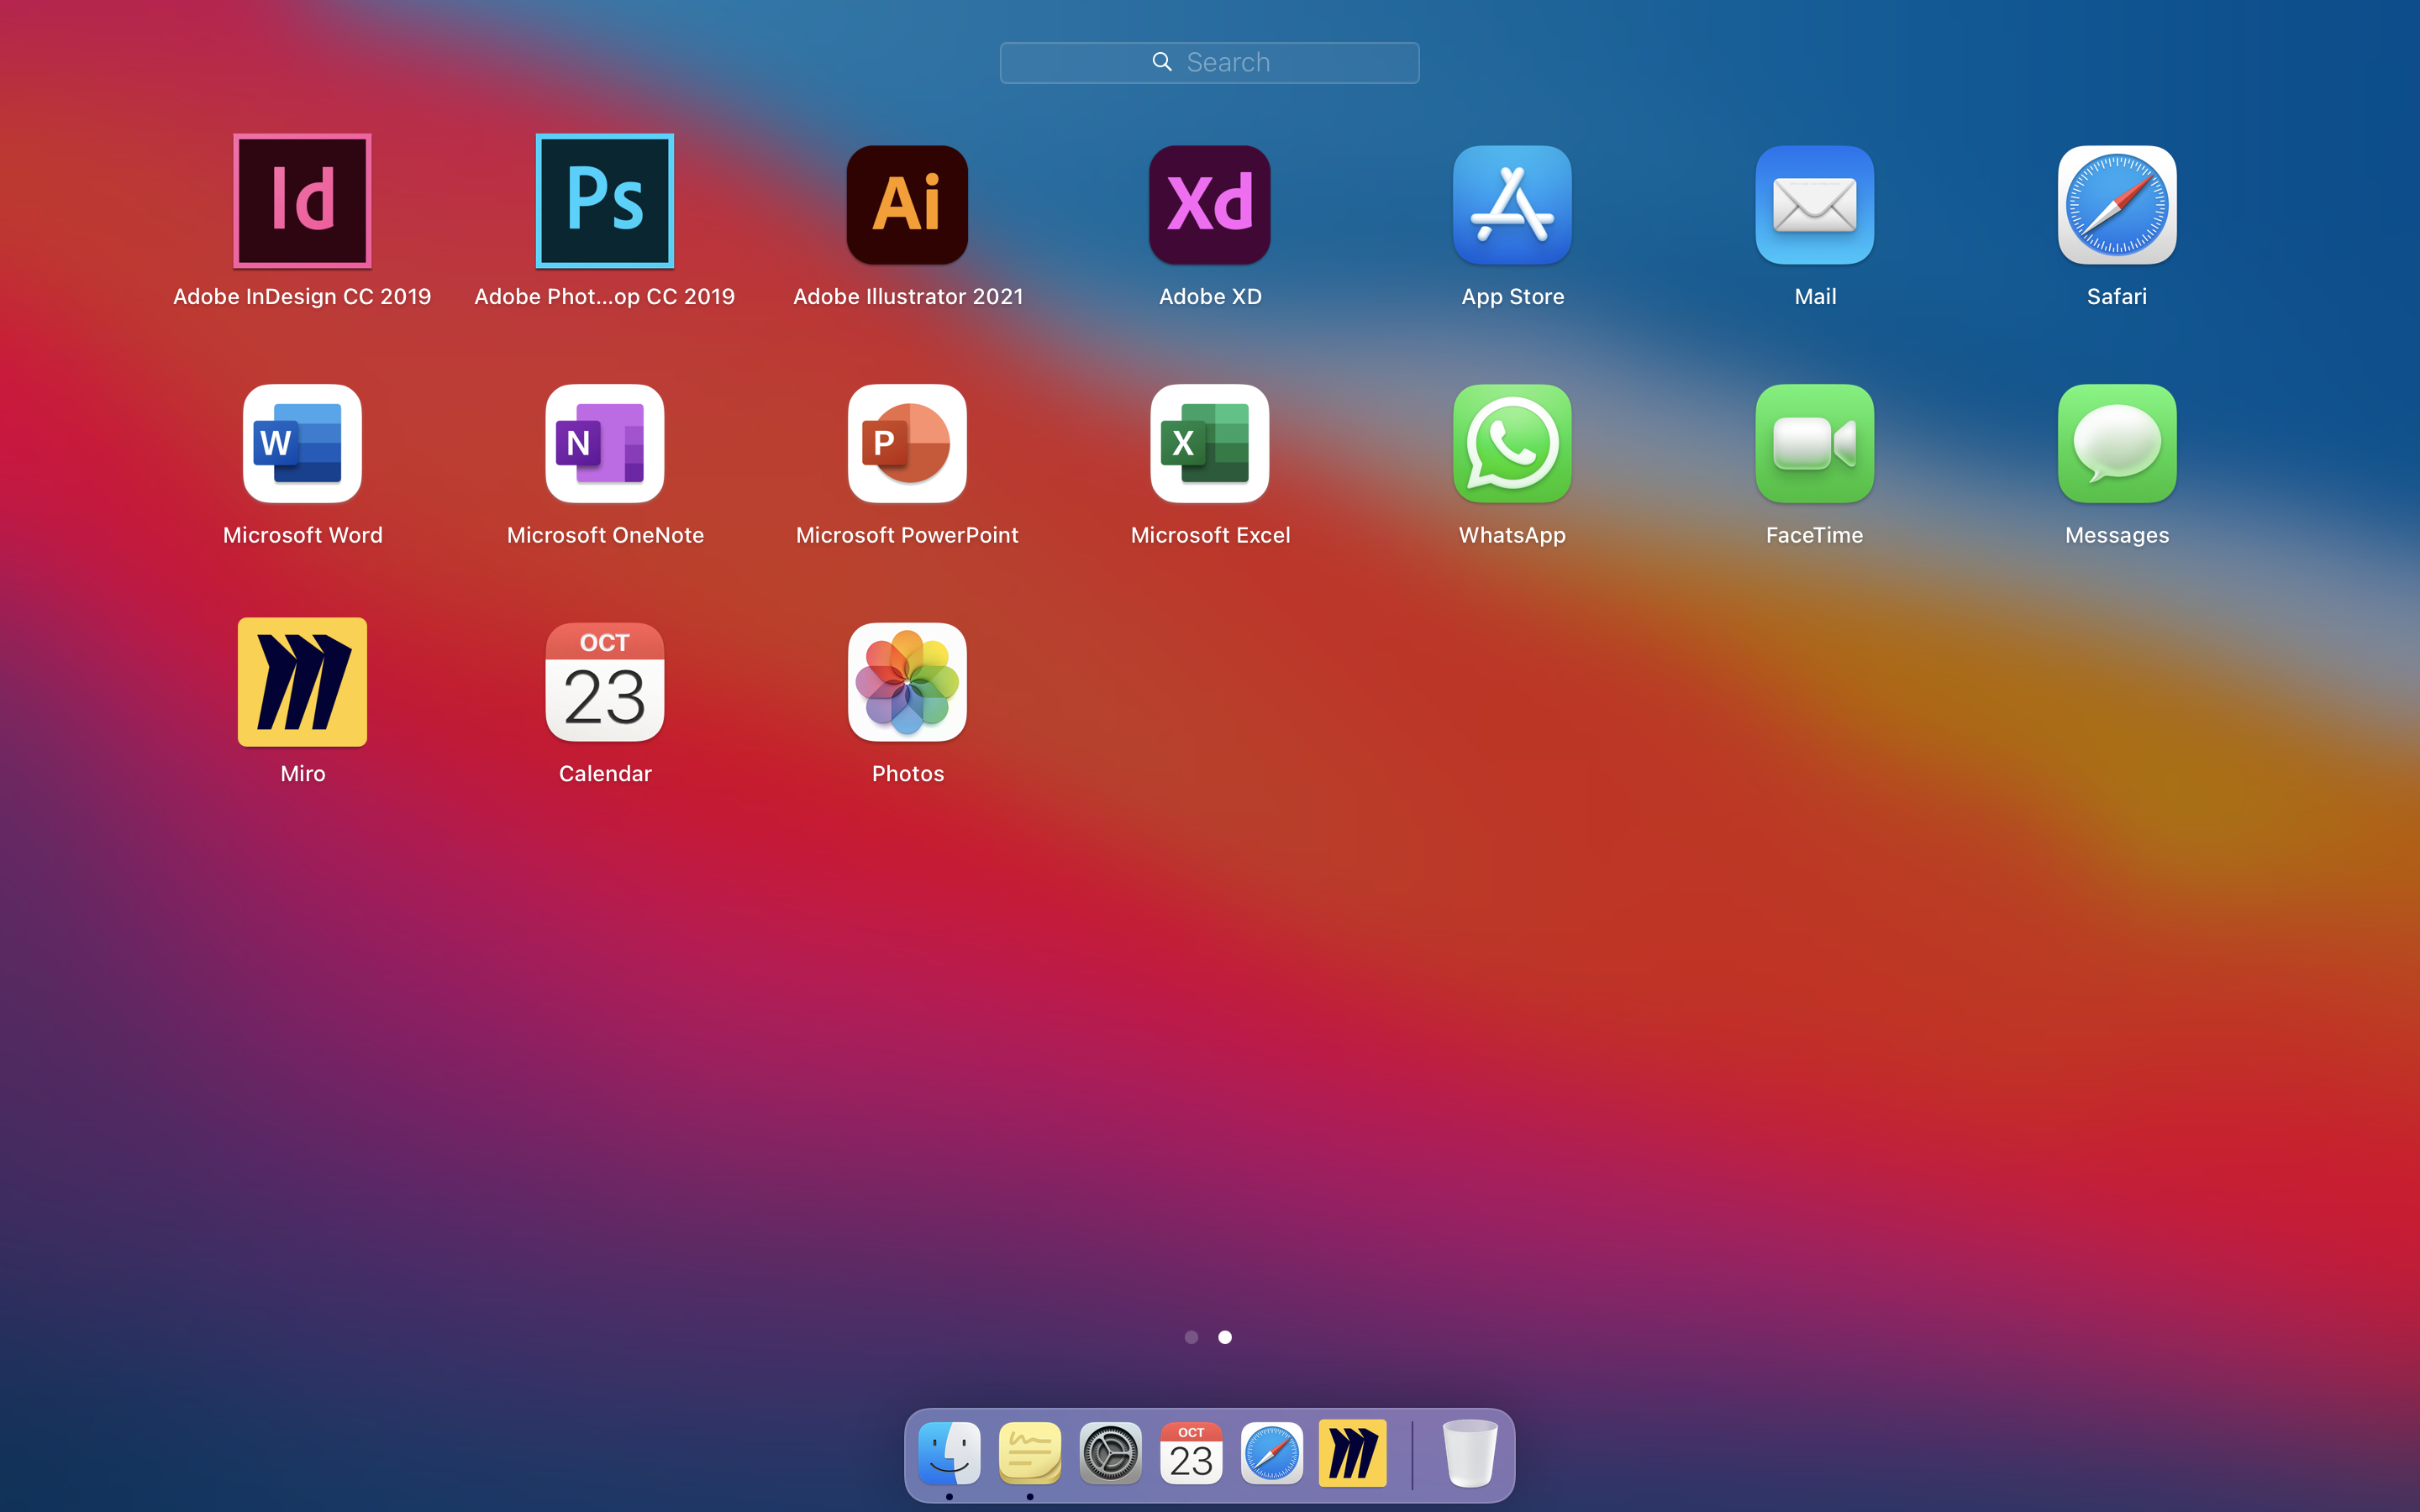 Search
Id
Ps
Ai
Xd
Adobe InDesign CC 2019
Adobe Phot...op CC 2019
Adobe Illustrator 2021
Adobe XD
App Store
Mail
Safari
W
N
P
X
Microsoft Word
Microsoft OneNote
Microsoft PowerPoint
Microsoft Excel
WhatsApp
FaceTime
Messages
OCT
23
Miro
Calendar
Photos
OCT
23